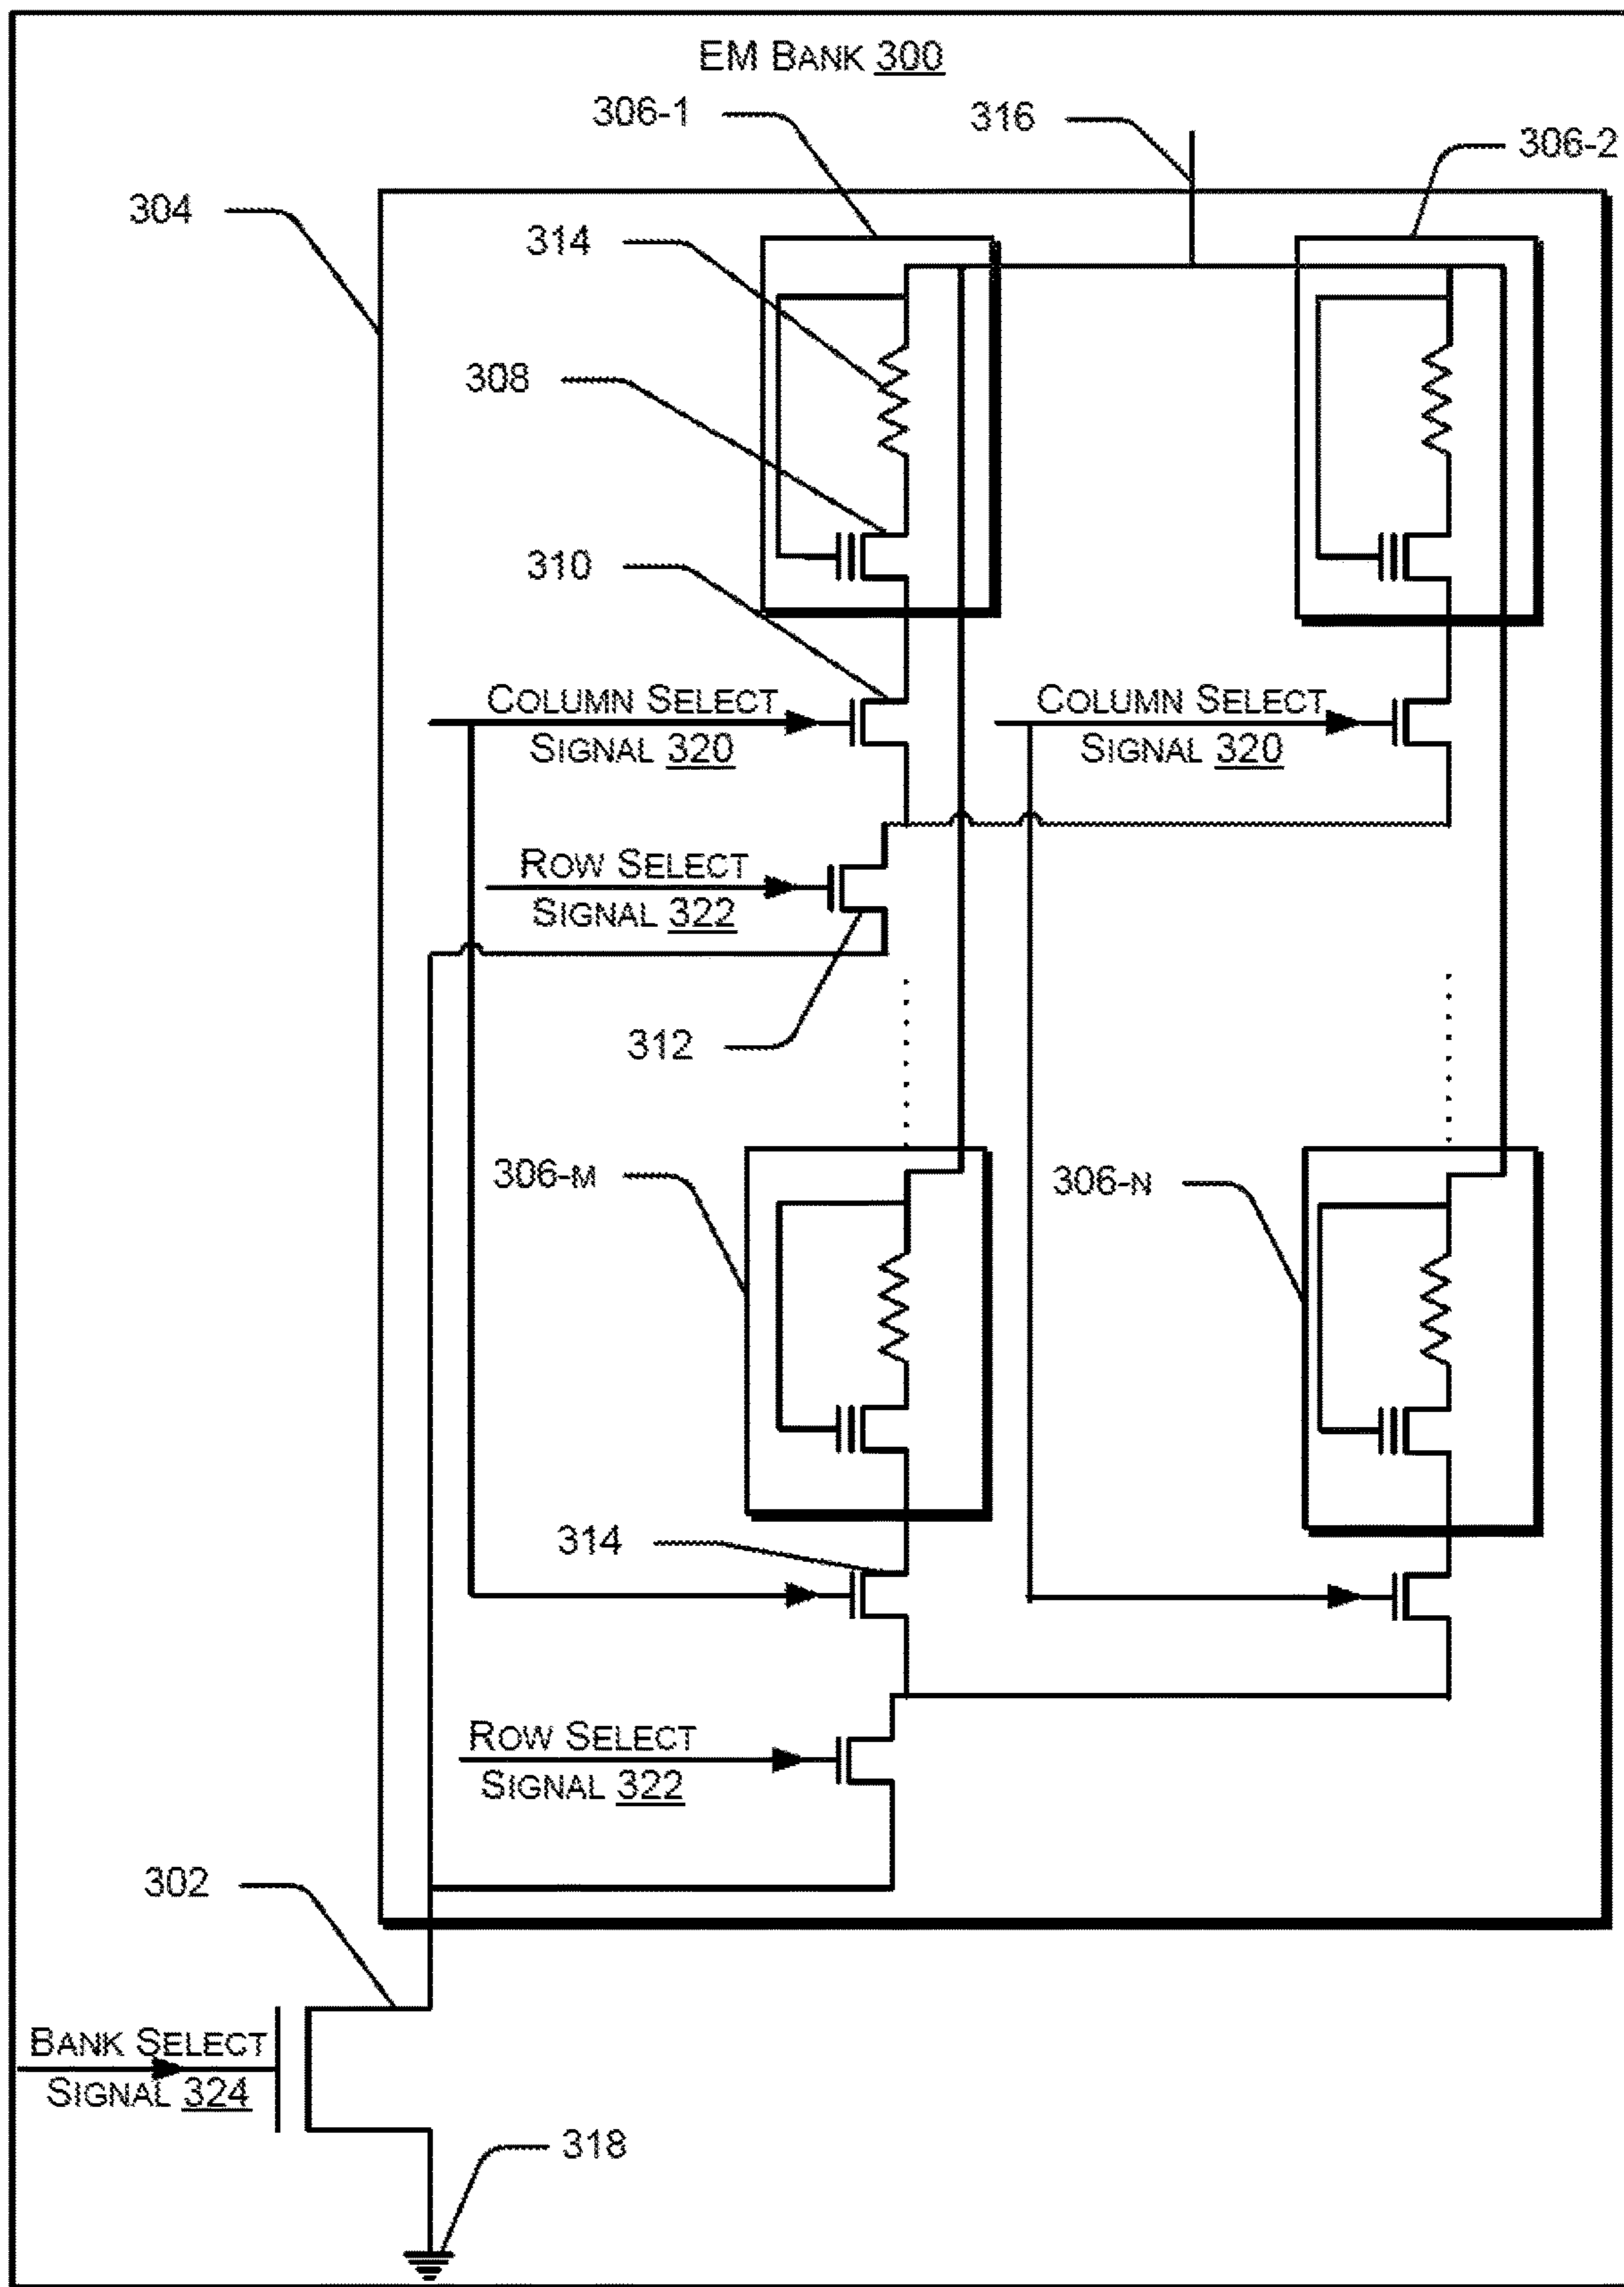 EM BANK 300
306-1
316
306-2
304
314
308
310
COLUMN SELECT
SIGNAL 320
COLUMN SELECT
SIGNAL 320
ROW SELECT
SIGNAL 322
312
306-M
306-N
314
ROW SELECT
SIGNAL 322
302
BANK SELECT
SIGNAL 324
318